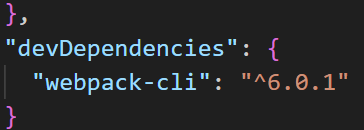 },
"devDependencies": {
"webpack-cli": "^6.0.1"
}